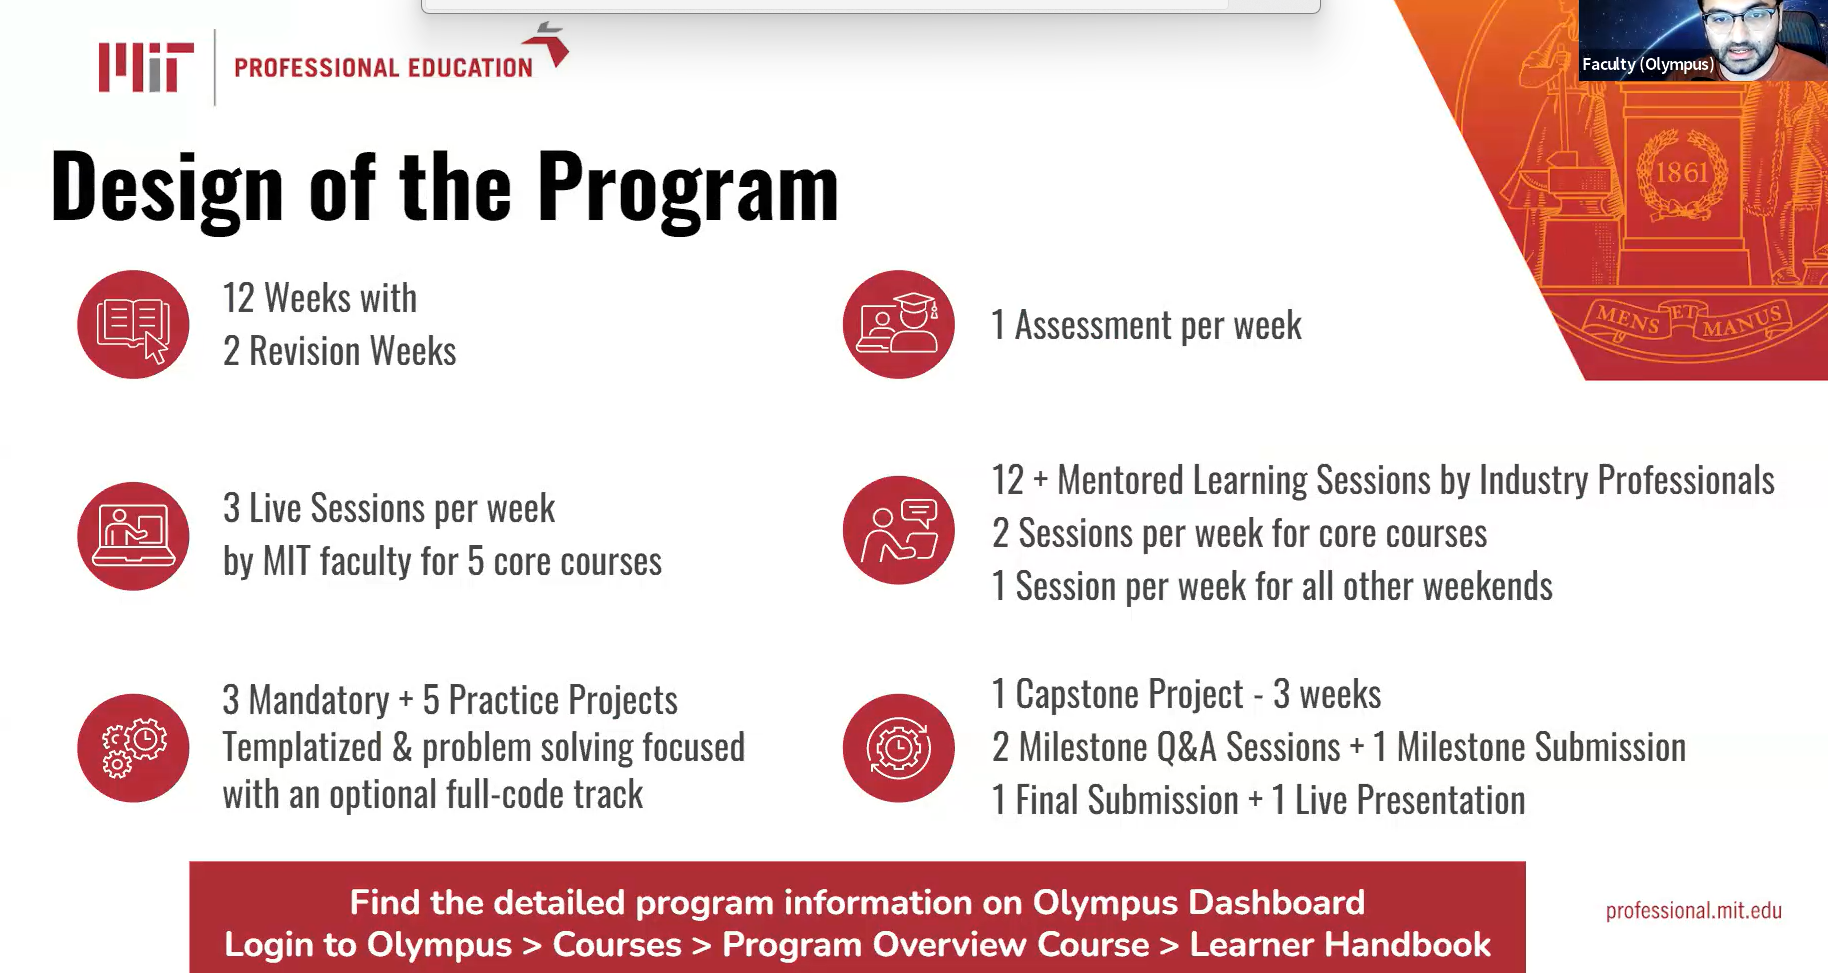 MIT PROFESSIONAL EDUCATION
Faculty (Olympus)
1861
MENS ET MANUS
Design of the Program
12 Weeks with
2 Revision Weeks
1 Assessment per week
3 Live Sessions per week
by MIT faculty for 5 core courses
12 + Mentored Learning Sessions by Industry Professionals
2 Sessions per week for core courses
1 Session per week for all other weekends
3 Mandatory + 5 Practice Projects
Templatized & problem solving focused
with an optional full-code track
1 Capstone Project - 3 weeks
2 Milestone Q&A Sessions + 1 Milestone Submission
1 Final Submission + 1 Live Presentation
Find the detailed program information on Olympus Dashboard
Login to Olympus > Courses > Program Overview Course > Learner Handbook
professional.mit.edu